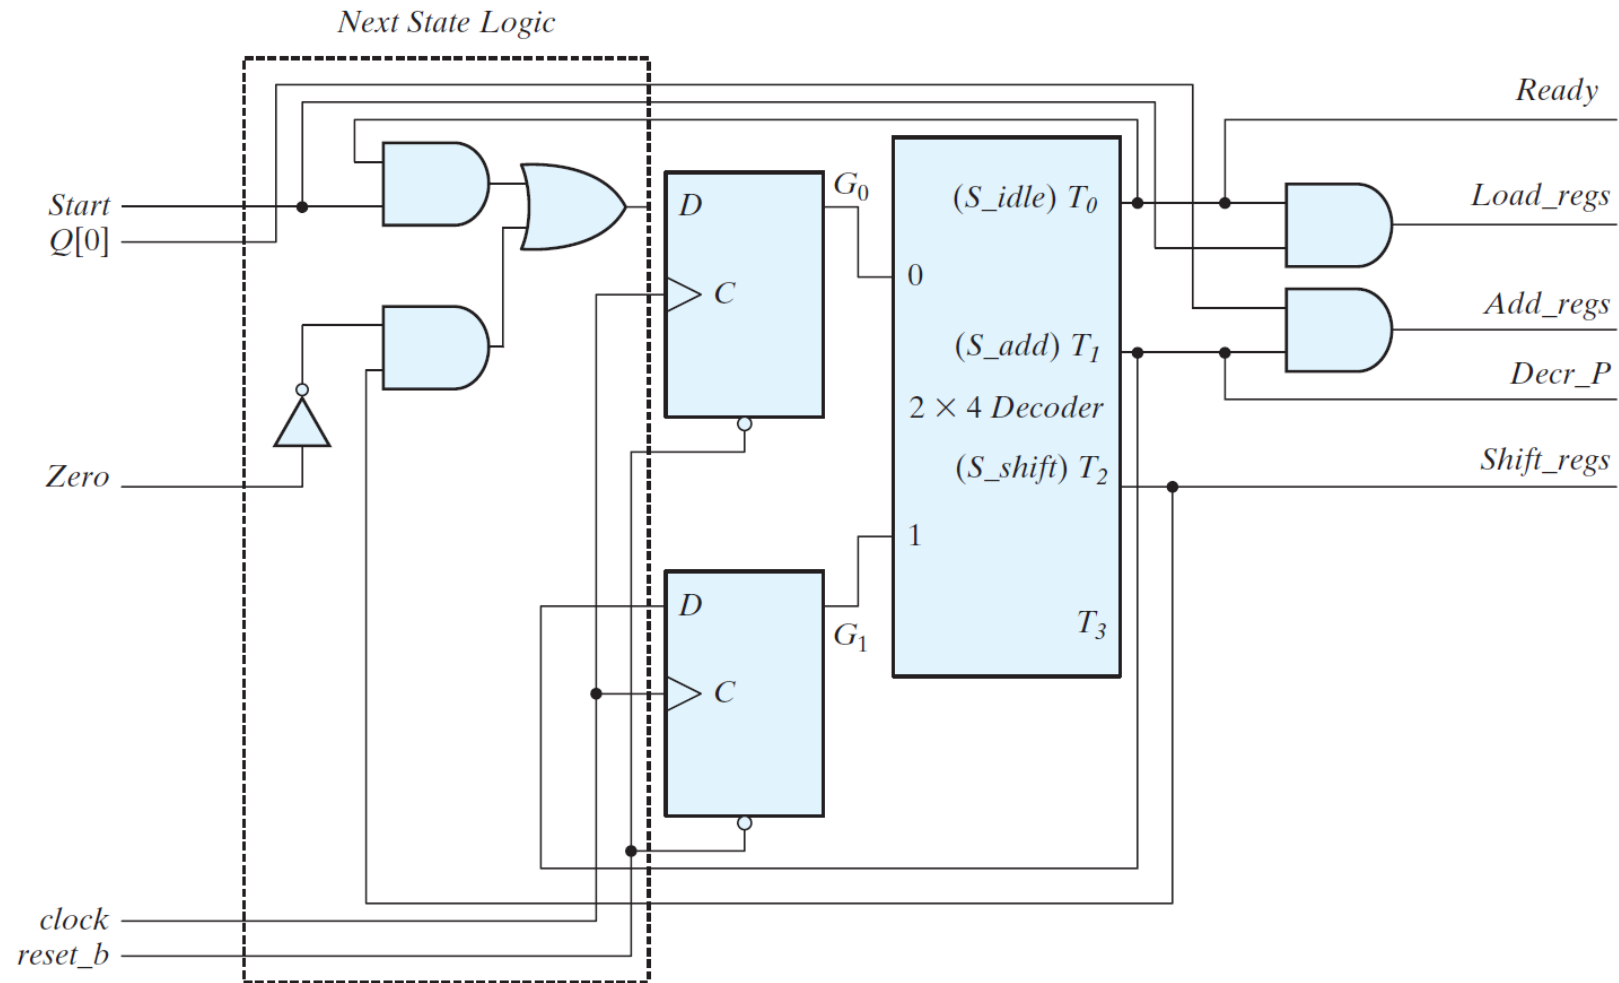 Next State Logic
Ready
Start
Q[0]
D
G0
(S_idle) T0
Load_regs
C
0
(S_add) T1
Add_regs
Decr_P
2 × 4 Decoder
Zero
(S_shift) T2
Shift_regs
1
D
G1
T3
C
clock
reset_b